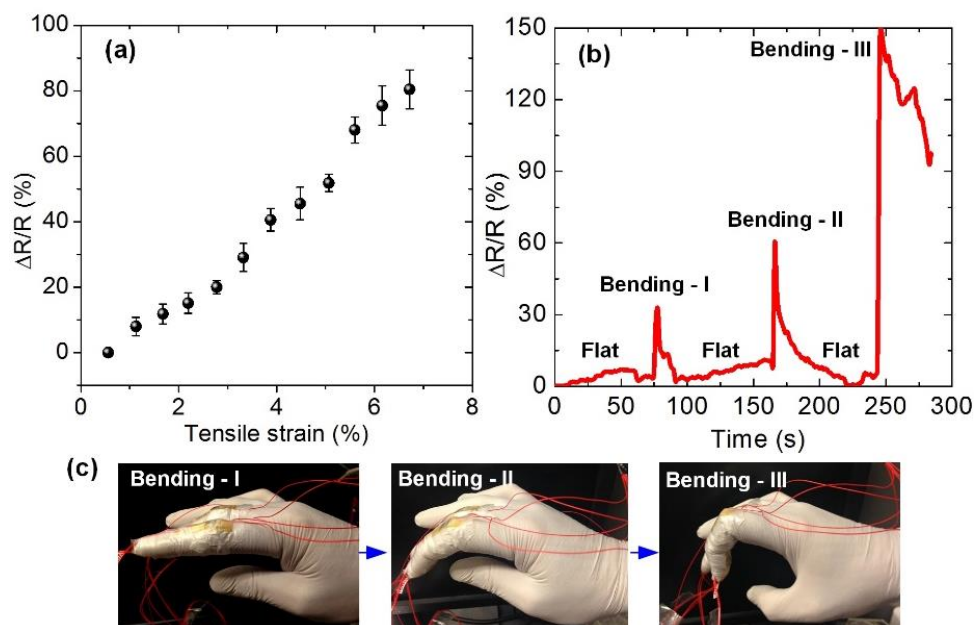 (a)
ΔR/R (%)
100
80
60
40
20
0
0 2 4 6 8
Tensile strain (%)
(b)
ΔR/R (%)
150
120
90
60
30
0
Bending - III
Bending - II
Bending - I
Flat Flat Flat
0 50 100 150 200 250 300
Time (s)
(c)
Bending - I Bending - II Bending - III